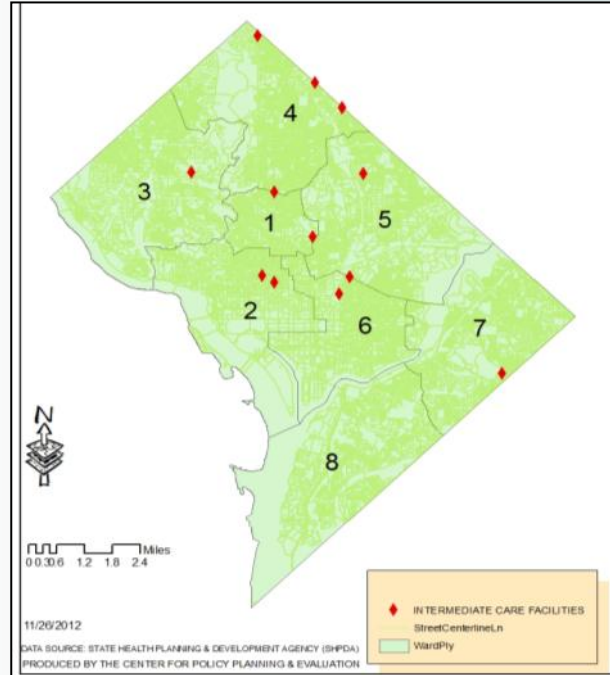 4
3
1
5
2
6
7
8
N
Miles
0 0.30.6 1.2 1.8 2.4
11/26/2012
DATA SOURCE: STATE HEALTH PLANNING & DEVELOPMENT AGENCY (SHPDA)
PRODUCED BY THE CENTER FOR POLICY PLANNING & EVALUATION
INTERMEDIATE CARE FACILITIES
StreetCenterlineLn
WardPly